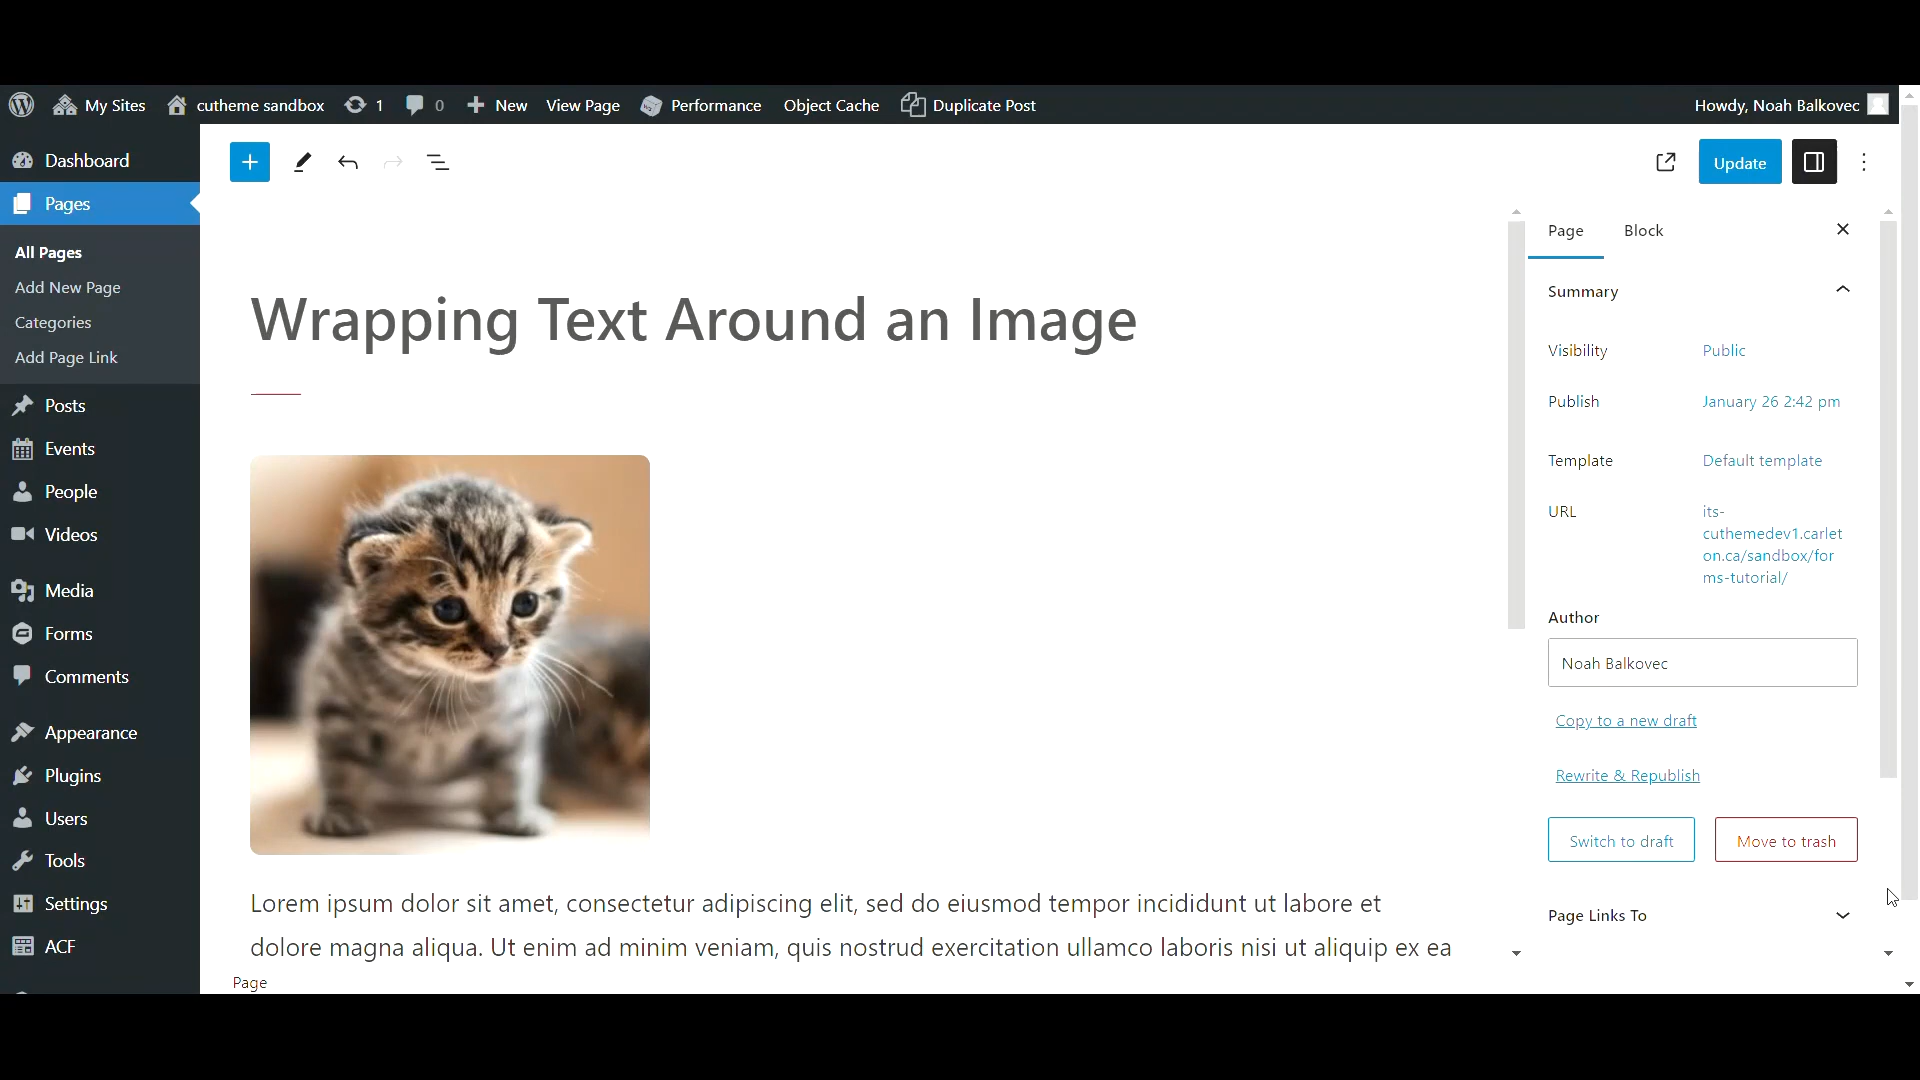 My Sites cutheme sandbox 1 0 New View Page Performance Object Cache Duplicate Post Howdy, Noah Balkovec
Dashboard
Pages
All Pages
Add New Page
Categories
Add Page Link
Posts
Events
People
Videos
Media
Forms
Comments
Appearance
Plugins
Users
Tools
Settings
ACF
Update
Wrapping Text Around an Image
Lorem ipsum dolor sit amet, consectetur adipiscing elit, sed do eiusmod tempor incididunt ut labore et
dolore magna aliqua. Ut enim ad minim veniam, quis nostrud exercitation ullamco laboris nisi ut aliquip ex ea
Page
Page Block
Summary
Visibility Public
Publish January 26 2:42 pm
Template Default template
URL its-
cuthemedev1.carlet
on.ca/sandbox/for
ms-tutorial/
Author
Noah Balkovec
Copy to a new draft
Rewrite & Republish
Switch to draft Move to trash
Page Links To